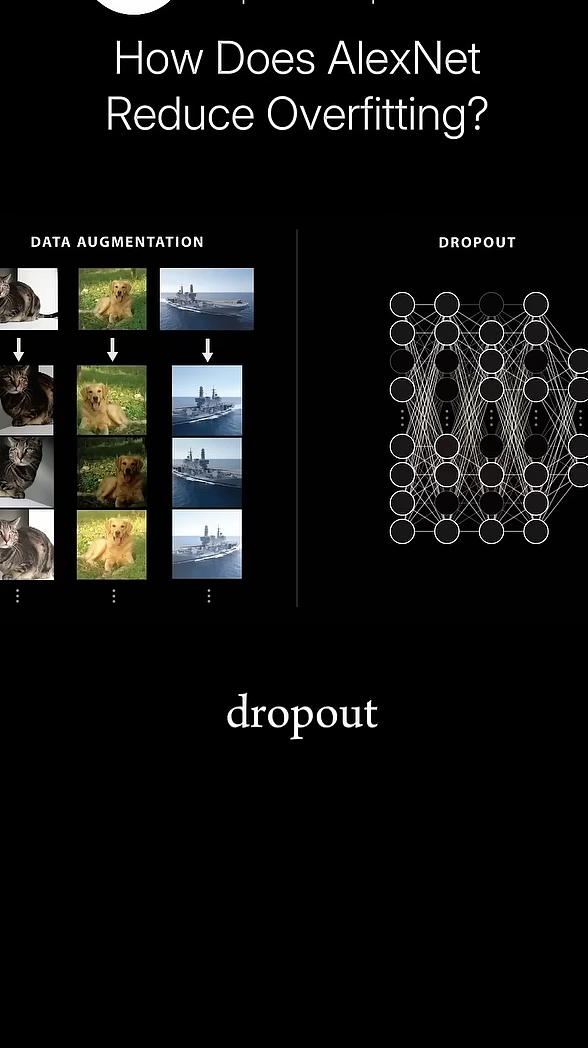 How Does AlexNet
Reduce Overfitting?
DATA AUGMENTATION
DROPOUT
dropout